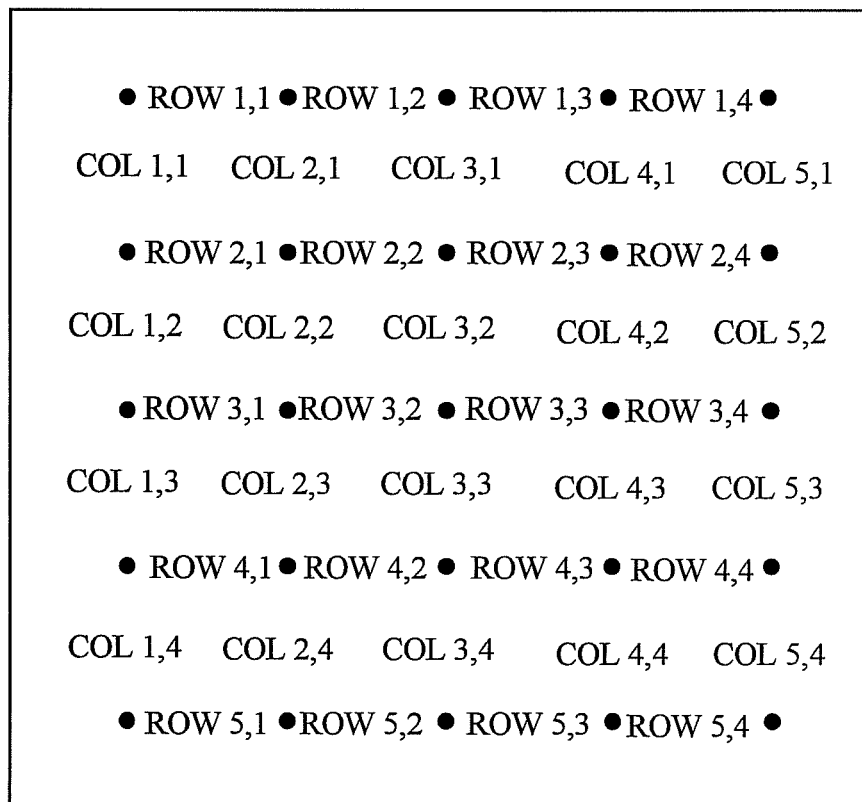 ● ROW 1,1 ● ROW 1,2 ● ROW 1,3 ● ROW 1,4 ●
COL 1,1 COL 2,1 COL 3,1 COL 4,1 COL 5,1
● ROW 2,1 ● ROW 2,2 ● ROW 2,3 ● ROW 2,4 ●
COL 1,2 COL 2,2 COL 3,2 COL 4,2 COL 5,2
● ROW 3,1 ● ROW 3,2 ● ROW 3,3 ● ROW 3,4 ●
COL 1,3 COL 2,3 COL 3,3 COL 4,3 COL 5,3
● ROW 4,1 ● ROW 4,2 ● ROW 4,3 ● ROW 4,4 ●
COL 1,4 COL 2,4 COL 3,4 COL 4,4 COL 5,4
● ROW 5,1 ● ROW 5,2 ● ROW 5,3 ● ROW 5,4 ●